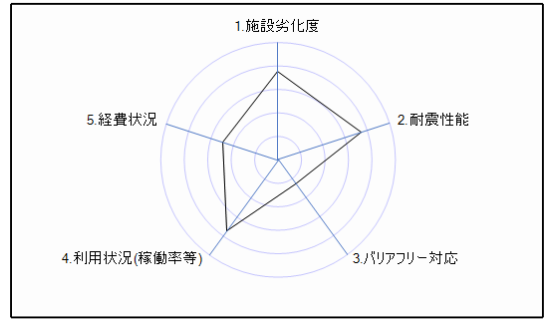 1.施設劣化度
5.経費状況
2.耐震性能
4.利用状況(稼働率等)
3.バリアフリー対応